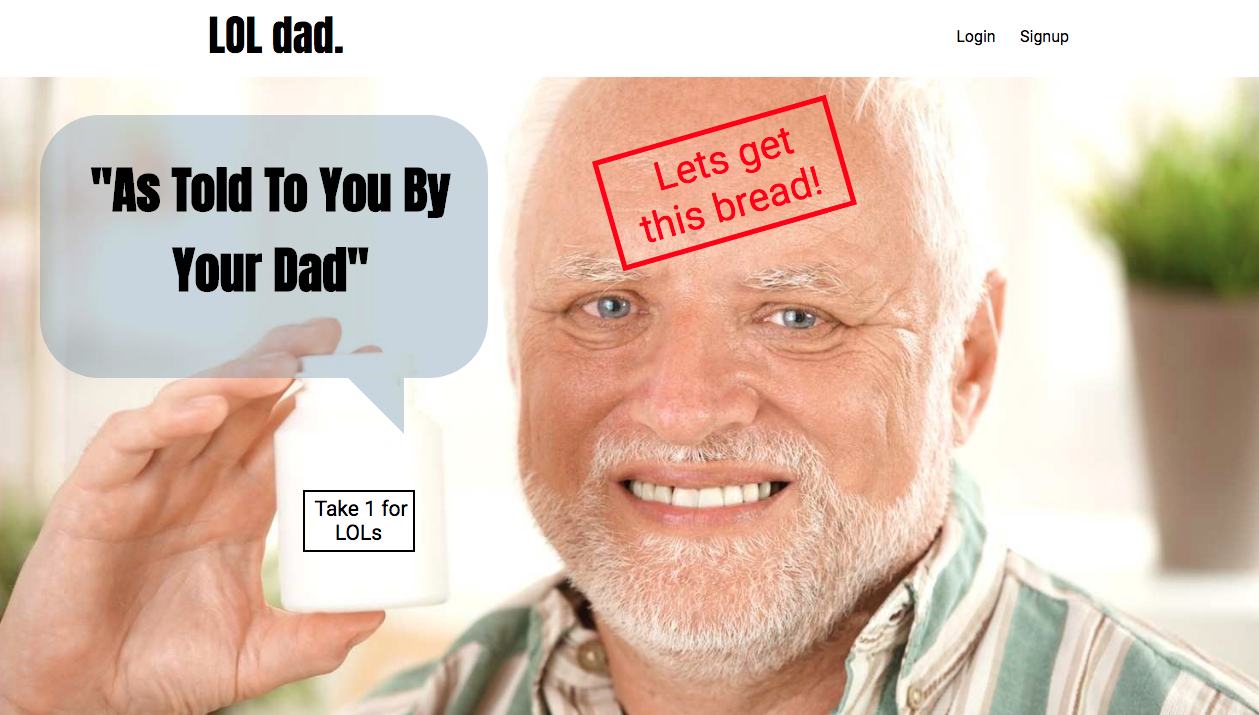 LOL dad.
Login Signup
"As Told To You By
Your Dad"
Lets get
this bread!
Take 1 for
LOLs